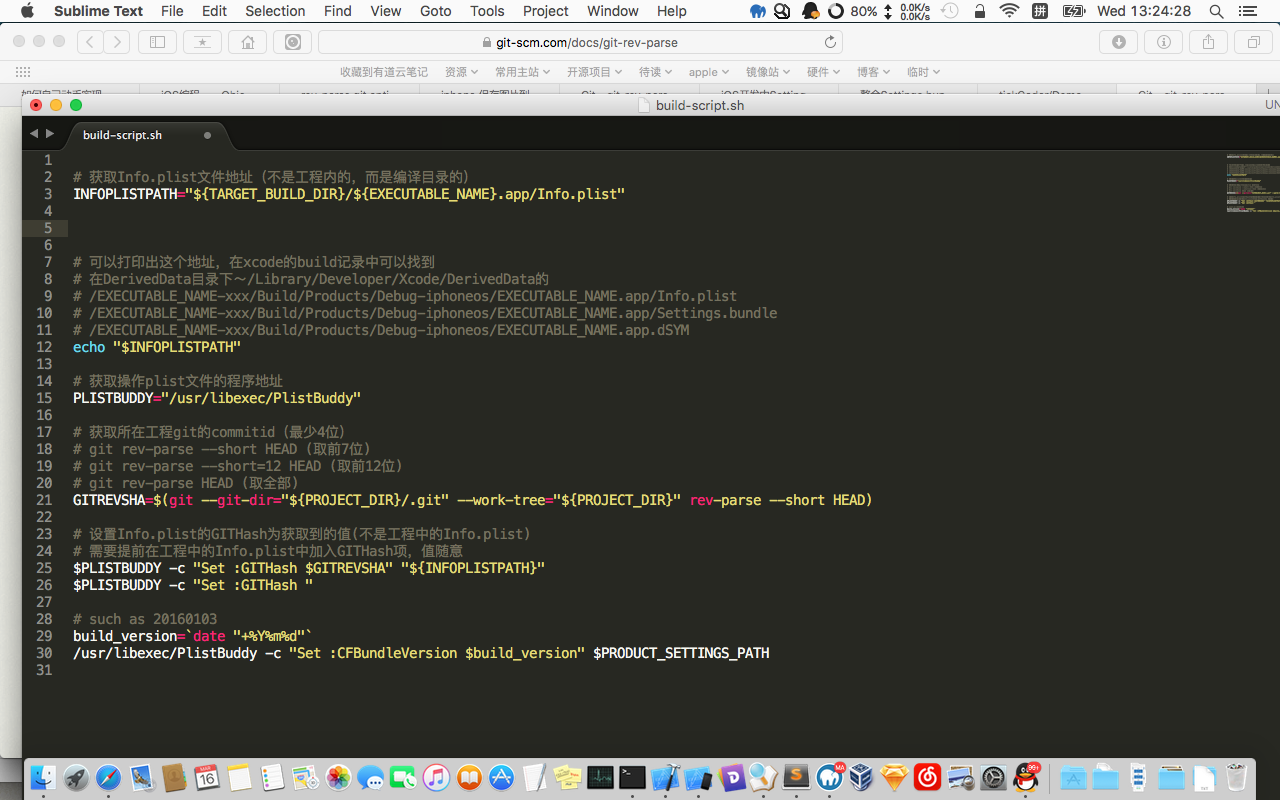 Sublime Text File Edit Selection Find View Goto Tools Project Window Help 80% 0.0K/s 0.0K/s 拼 Wed 13:24:28
git-scm.com/docs/git-rev-parse
收藏到有道云笔记 资源 常用主站 开源项目 待读 apple 镜像站 硬件 博客 临时
build-script.sh UN
build-script.sh
1
2 # 获取Info.plist文件地址（不是工程内的，而是编译目录的）
3 INFOPLISTPATH="${TARGET_BUILD_DIR}/${EXECUTABLE_NAME}.app/Info.plist"
4
5
6
7 # 可以打印出这个地址，在xcode的build记录中可以找到
8 # 在DerivedData目录下～/Library/Developer/Xcode/DerivedData的
9 # /EXECUTABLE_NAME-xxx/Build/Products/Debug-iphoneos/EXECUTABLE_NAME.app/Info.plist
10 # /EXECUTABLE_NAME-xxx/Build/Products/Debug-iphoneos/EXECUTABLE_NAME.app/Settings.bundle
11 # /EXECUTABLE_NAME-xxx/Build/Products/Debug-iphoneos/EXECUTABLE_NAME.app.dSYM
12 echo "$INFOPLISTPATH"
13
14 # 获取操作plist文件的程序地址
15 PLISTBUDDY="/usr/libexec/PlistBuddy"
16
17 # 获取所在工程git的commitid（最少4位）
18 # git rev-parse --short HEAD（取前7位）
19 # git rev-parse --short=12 HEAD（取前12位）
20 # git rev-parse HEAD（取全部）
21 GITREVSHA=$(git --git-dir="${PROJECT_DIR}/.git" --work-tree="${PROJECT_DIR}" rev-parse --short HEAD)
22
23 # 设置Info.plist的GITHash为获取到的值(不是工程中的Info.plist)
24 # 需要提前在工程中的Info.plist中加入GITHash项，值随意
25 $PLISTBUDDY -c "Set :GITHash $GITREVSHA" "${INFOPLISTPATH}"
26 $PLISTBUDDY -c "Set :GITHash "
27
28 # such as 20160103
29 build_version=`date "+%Y%m%d"`
30 /usr/libexec/PlistBuddy -c "Set :CFBundleVersion $build_version" $PRODUCT_SETTINGS_PATH
31